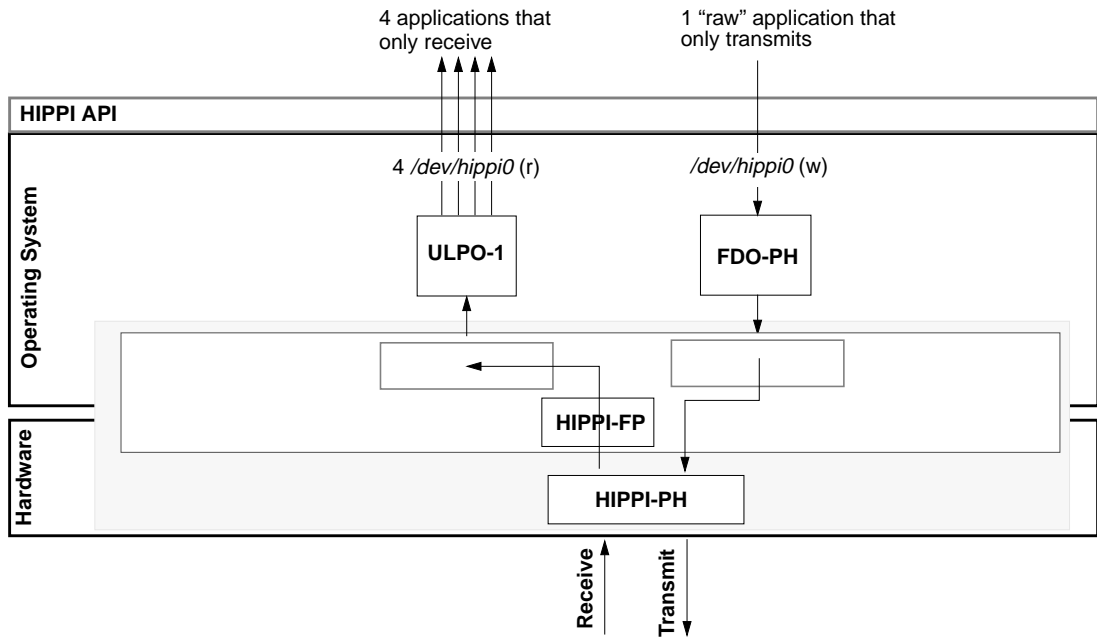 4 applications that
only receive
1 “raw” application that
only transmits
HIPPI API
4 /dev/hippi0 (r)
/dev/hippi0 (w)
Operating System
ULPO-1
FDO-PH
HIPPI-FP
Hardware
HIPPI-PH
Receive
Transmit